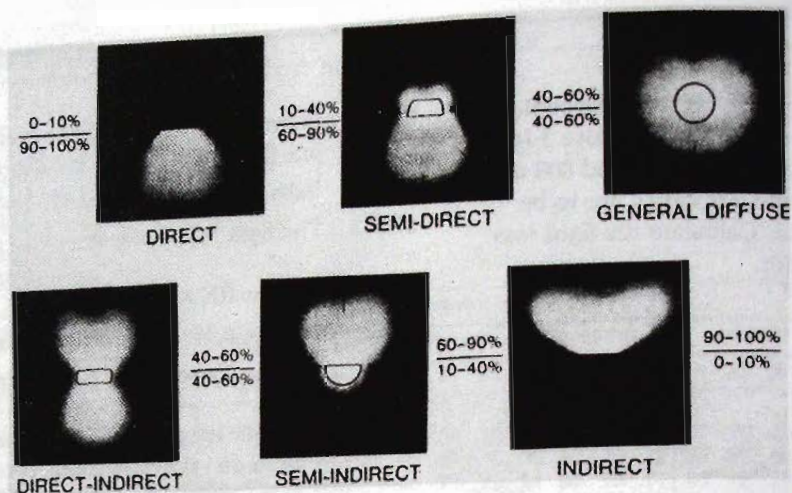 0-10%
90-100%
DIRECT
10-40%
60-90%
SEMI-DIRECT
40-60%
40-60%
GENERAL DIFFUSE
DIRECT-INDIRECT
40-60%
40-60%
SEMI-INDIRECT
60-90%
10-40%
INDIRECT
90-100%
0-10%